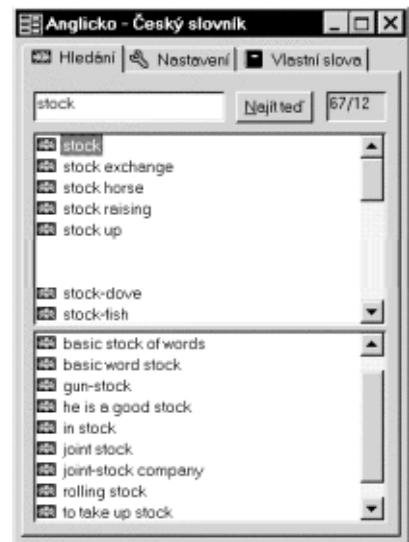 Anglicko - Český slovník
Hledání Nastavení Vlastní slova
stock Najít teď 67/12
stock
stock exchange
stock horse
stock raising
stock up
stock-dove
stock-fish
basic stock of words
basic word stock
gun-stock
he is a good stock
in stock
joint stock
joint-stock company
rolling stock
to take up stock